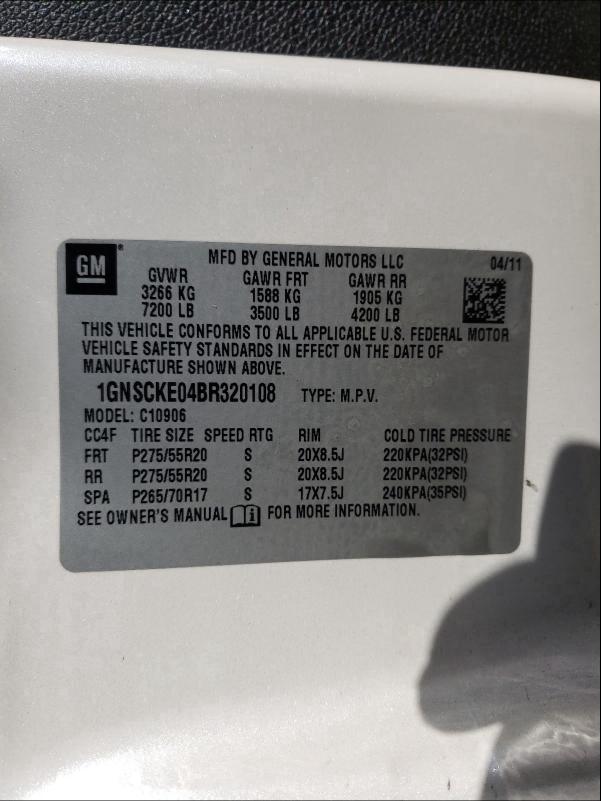 GM
MFD BY GENERAL MOTORS LLC 04/11
GVWR GAWR FRT GAWR RR
3266 KG 1588 KG 1905 KG
7200 LB 3500 LB 4200 LB
THIS VEHICLE CONFORMS TO ALL APPLICABLE U.S. FEDERAL MOTOR
VEHICLE SAFETY STANDARDS IN EFFECT ON THE DATE OF
MANUFACTURE SHOWN ABOVE.
1GNSCKE04BR320108 TYPE: M.P.V.
MODEL: C10906
CC4F TIRE SIZE SPEED RTG RIM COLD TIRE PRESSURE
FRT P275/55R20 S 20X8.5J 220KPA(32PSI)
RR P275/55R20 S 20X8.5J 220KPA(32PSI)
SPA P265/70R17 S 17X7.5J 240KPA(35PSI)
SEE OWNER'S MANUAL FOR MORE INFORMATION.